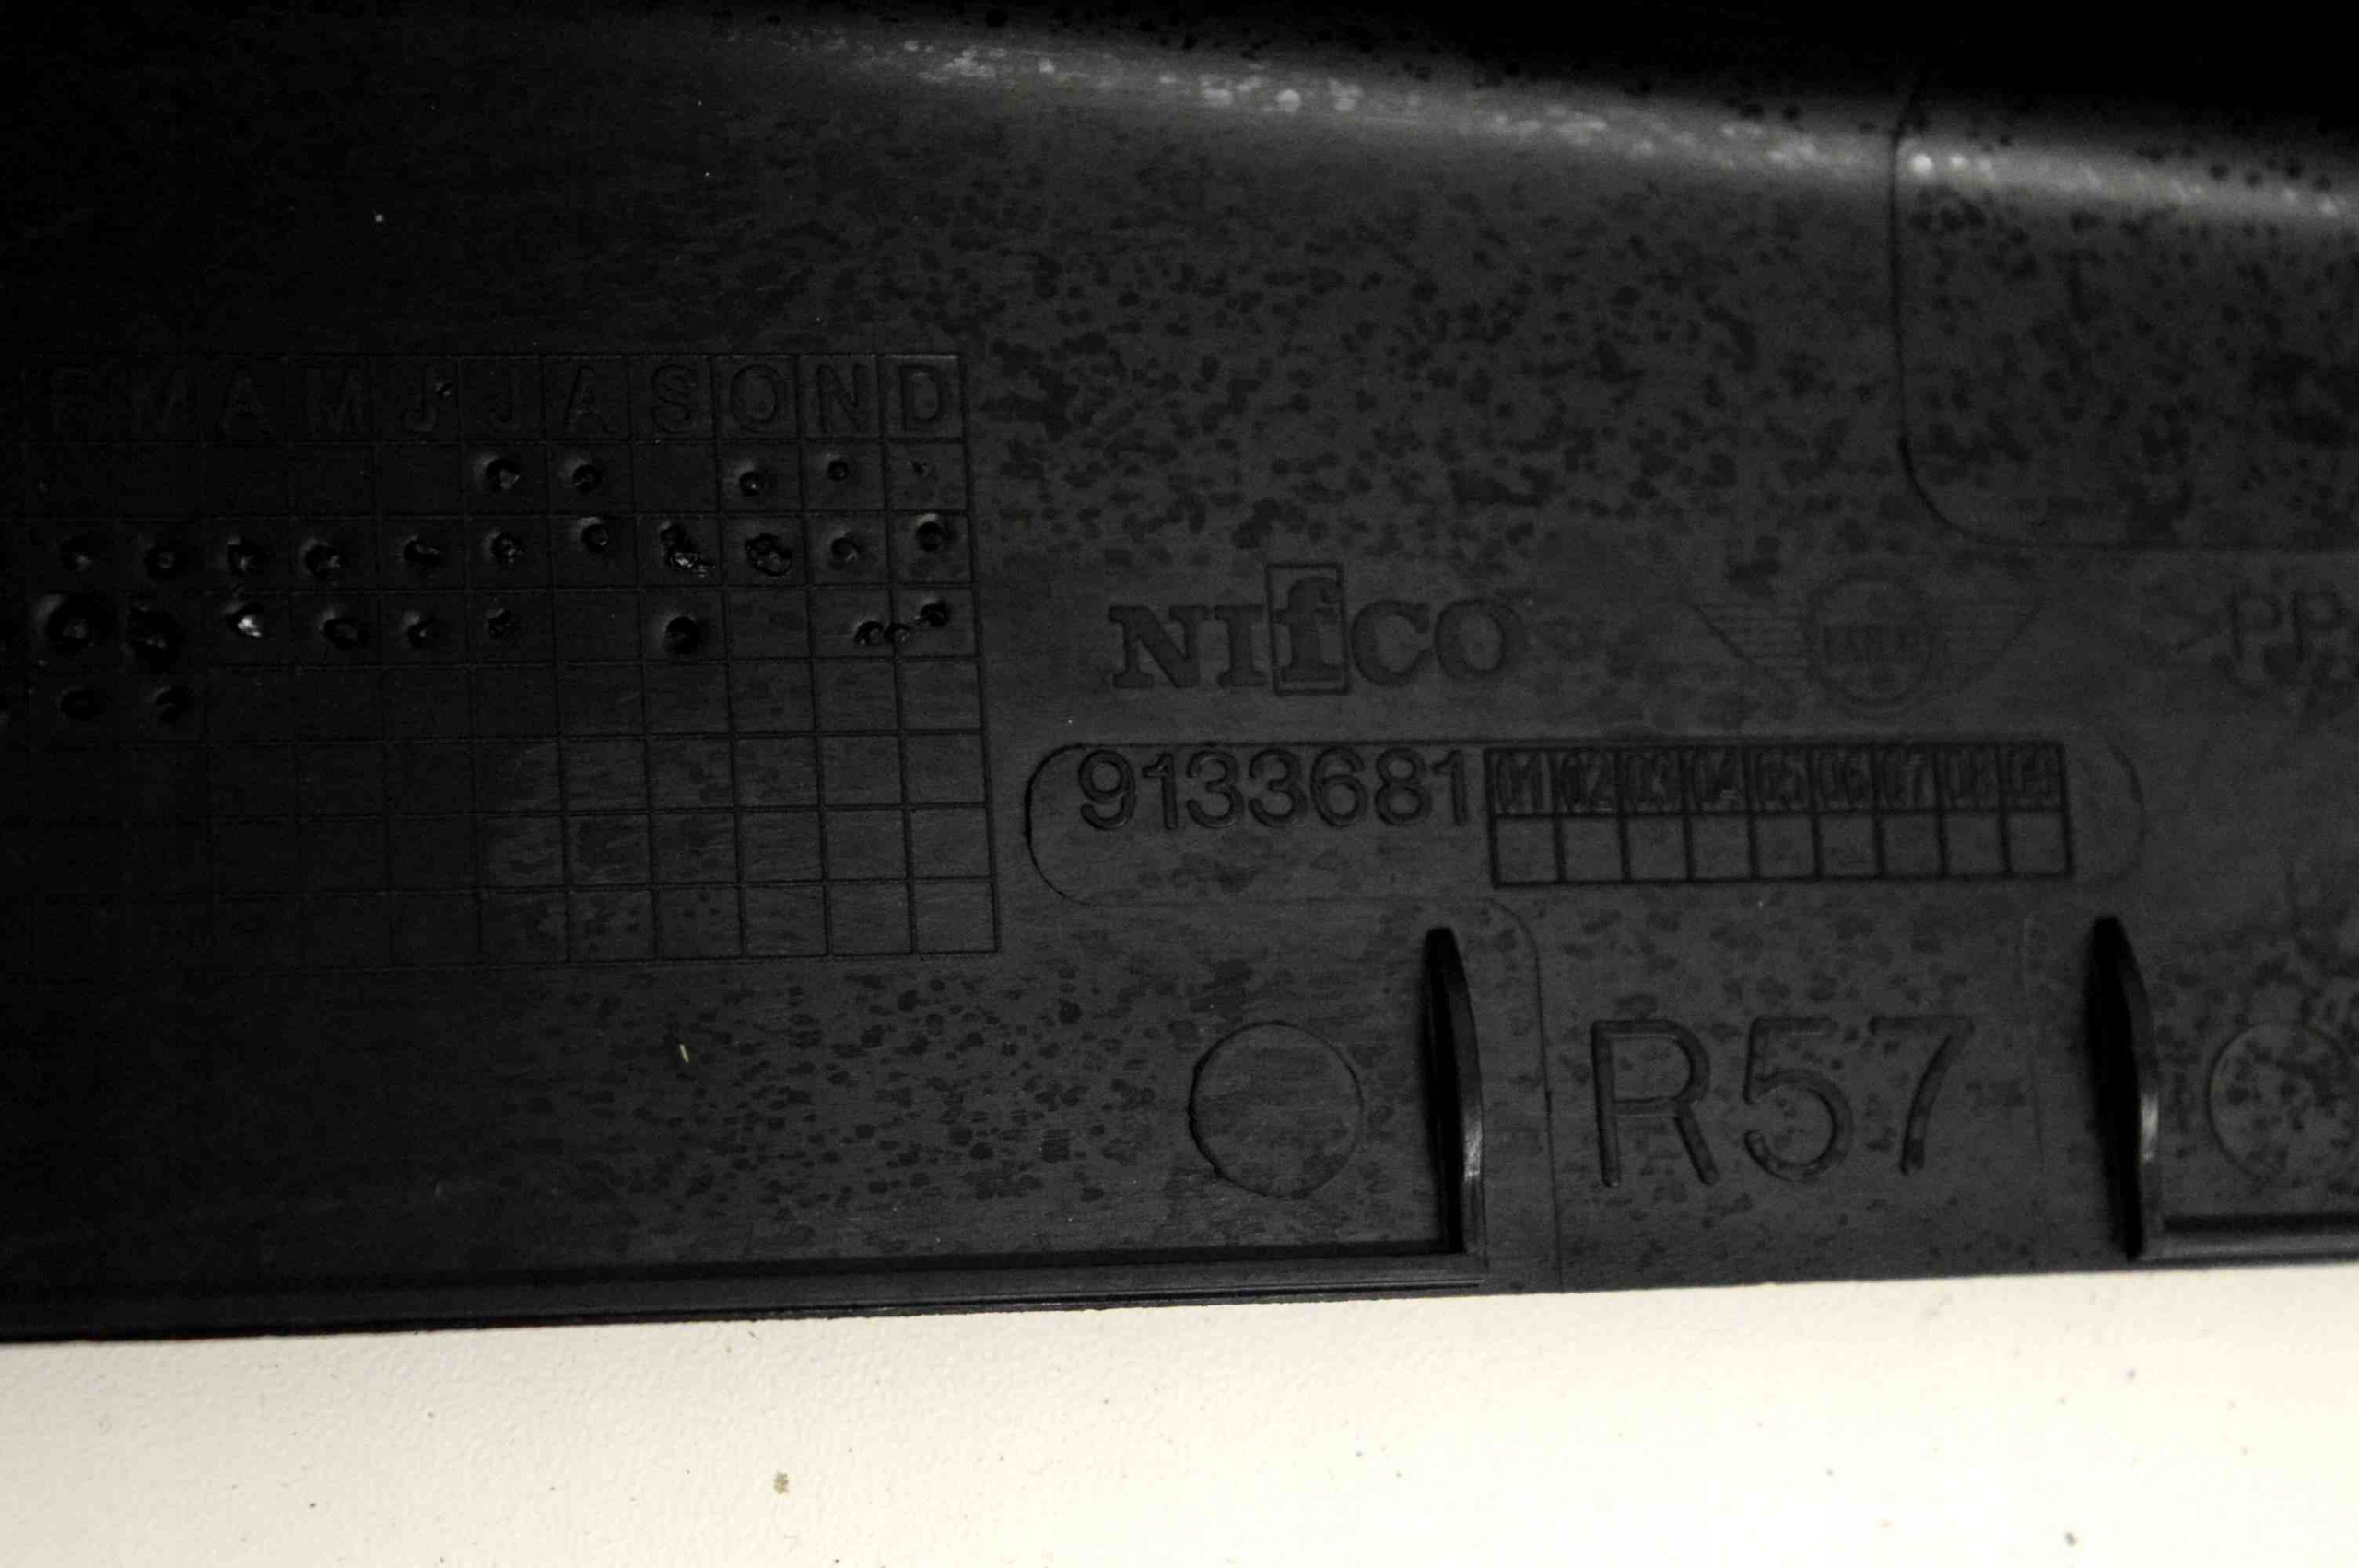 F M A M J J A S O N D
NIfCO
PP
9133681 01 02 03 04 05 06 07 08 09
R57